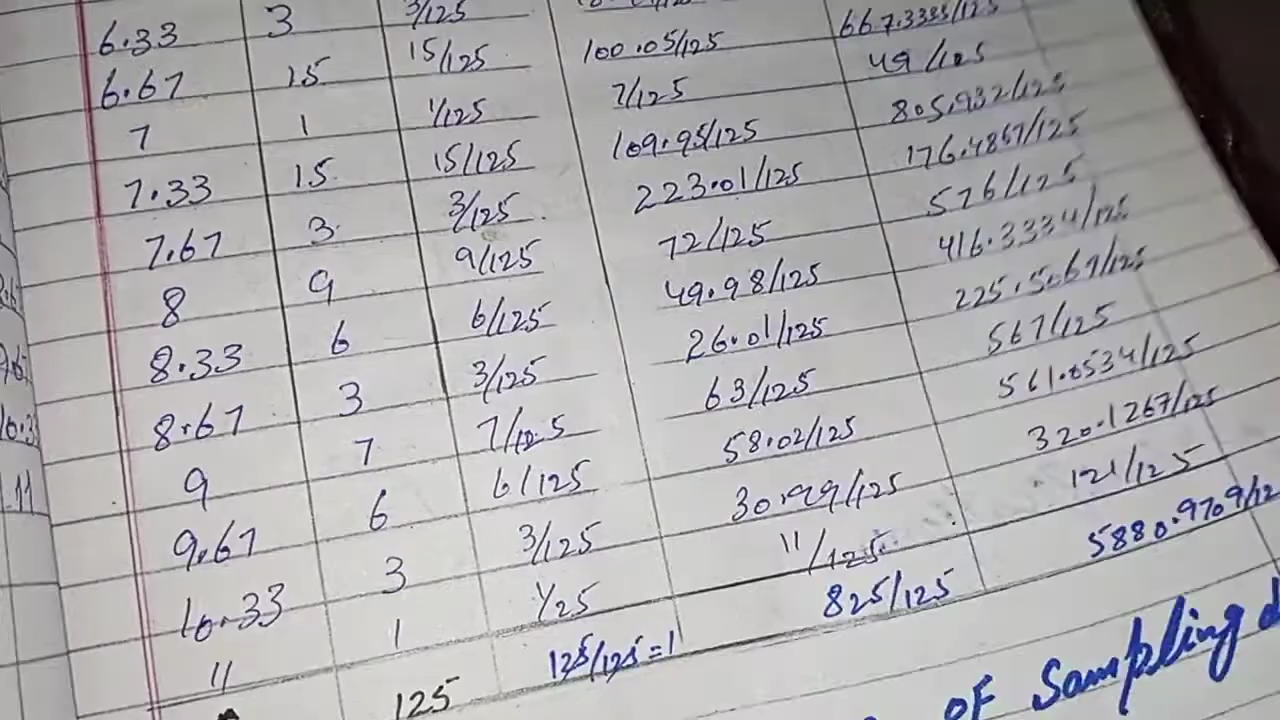 6.33 3 3/125
6.67 15 15/125 100.05/125 667.3335/125
7 1 1/125 7/125 49/125
7.33 15 15/125 109.95/125 805.932/125
7.67 3 3/125 223.01/125 176.4867/125
8 9 9/125 72/125 576/125
8.33 6 6/125 49.98/125 416.3334/125
8.67 3 3/125 26.01/125 225.5069/125
9 7 7/125 63/125 567/125
9.67 6 6/125 58.02/125 561.0534/125
10.33 3 3/125 30.99/125 320.1267/125
11 1 1/25 11/125 121/125
125 125/125=1 825/125 5880.9709/12
OF Sampling d